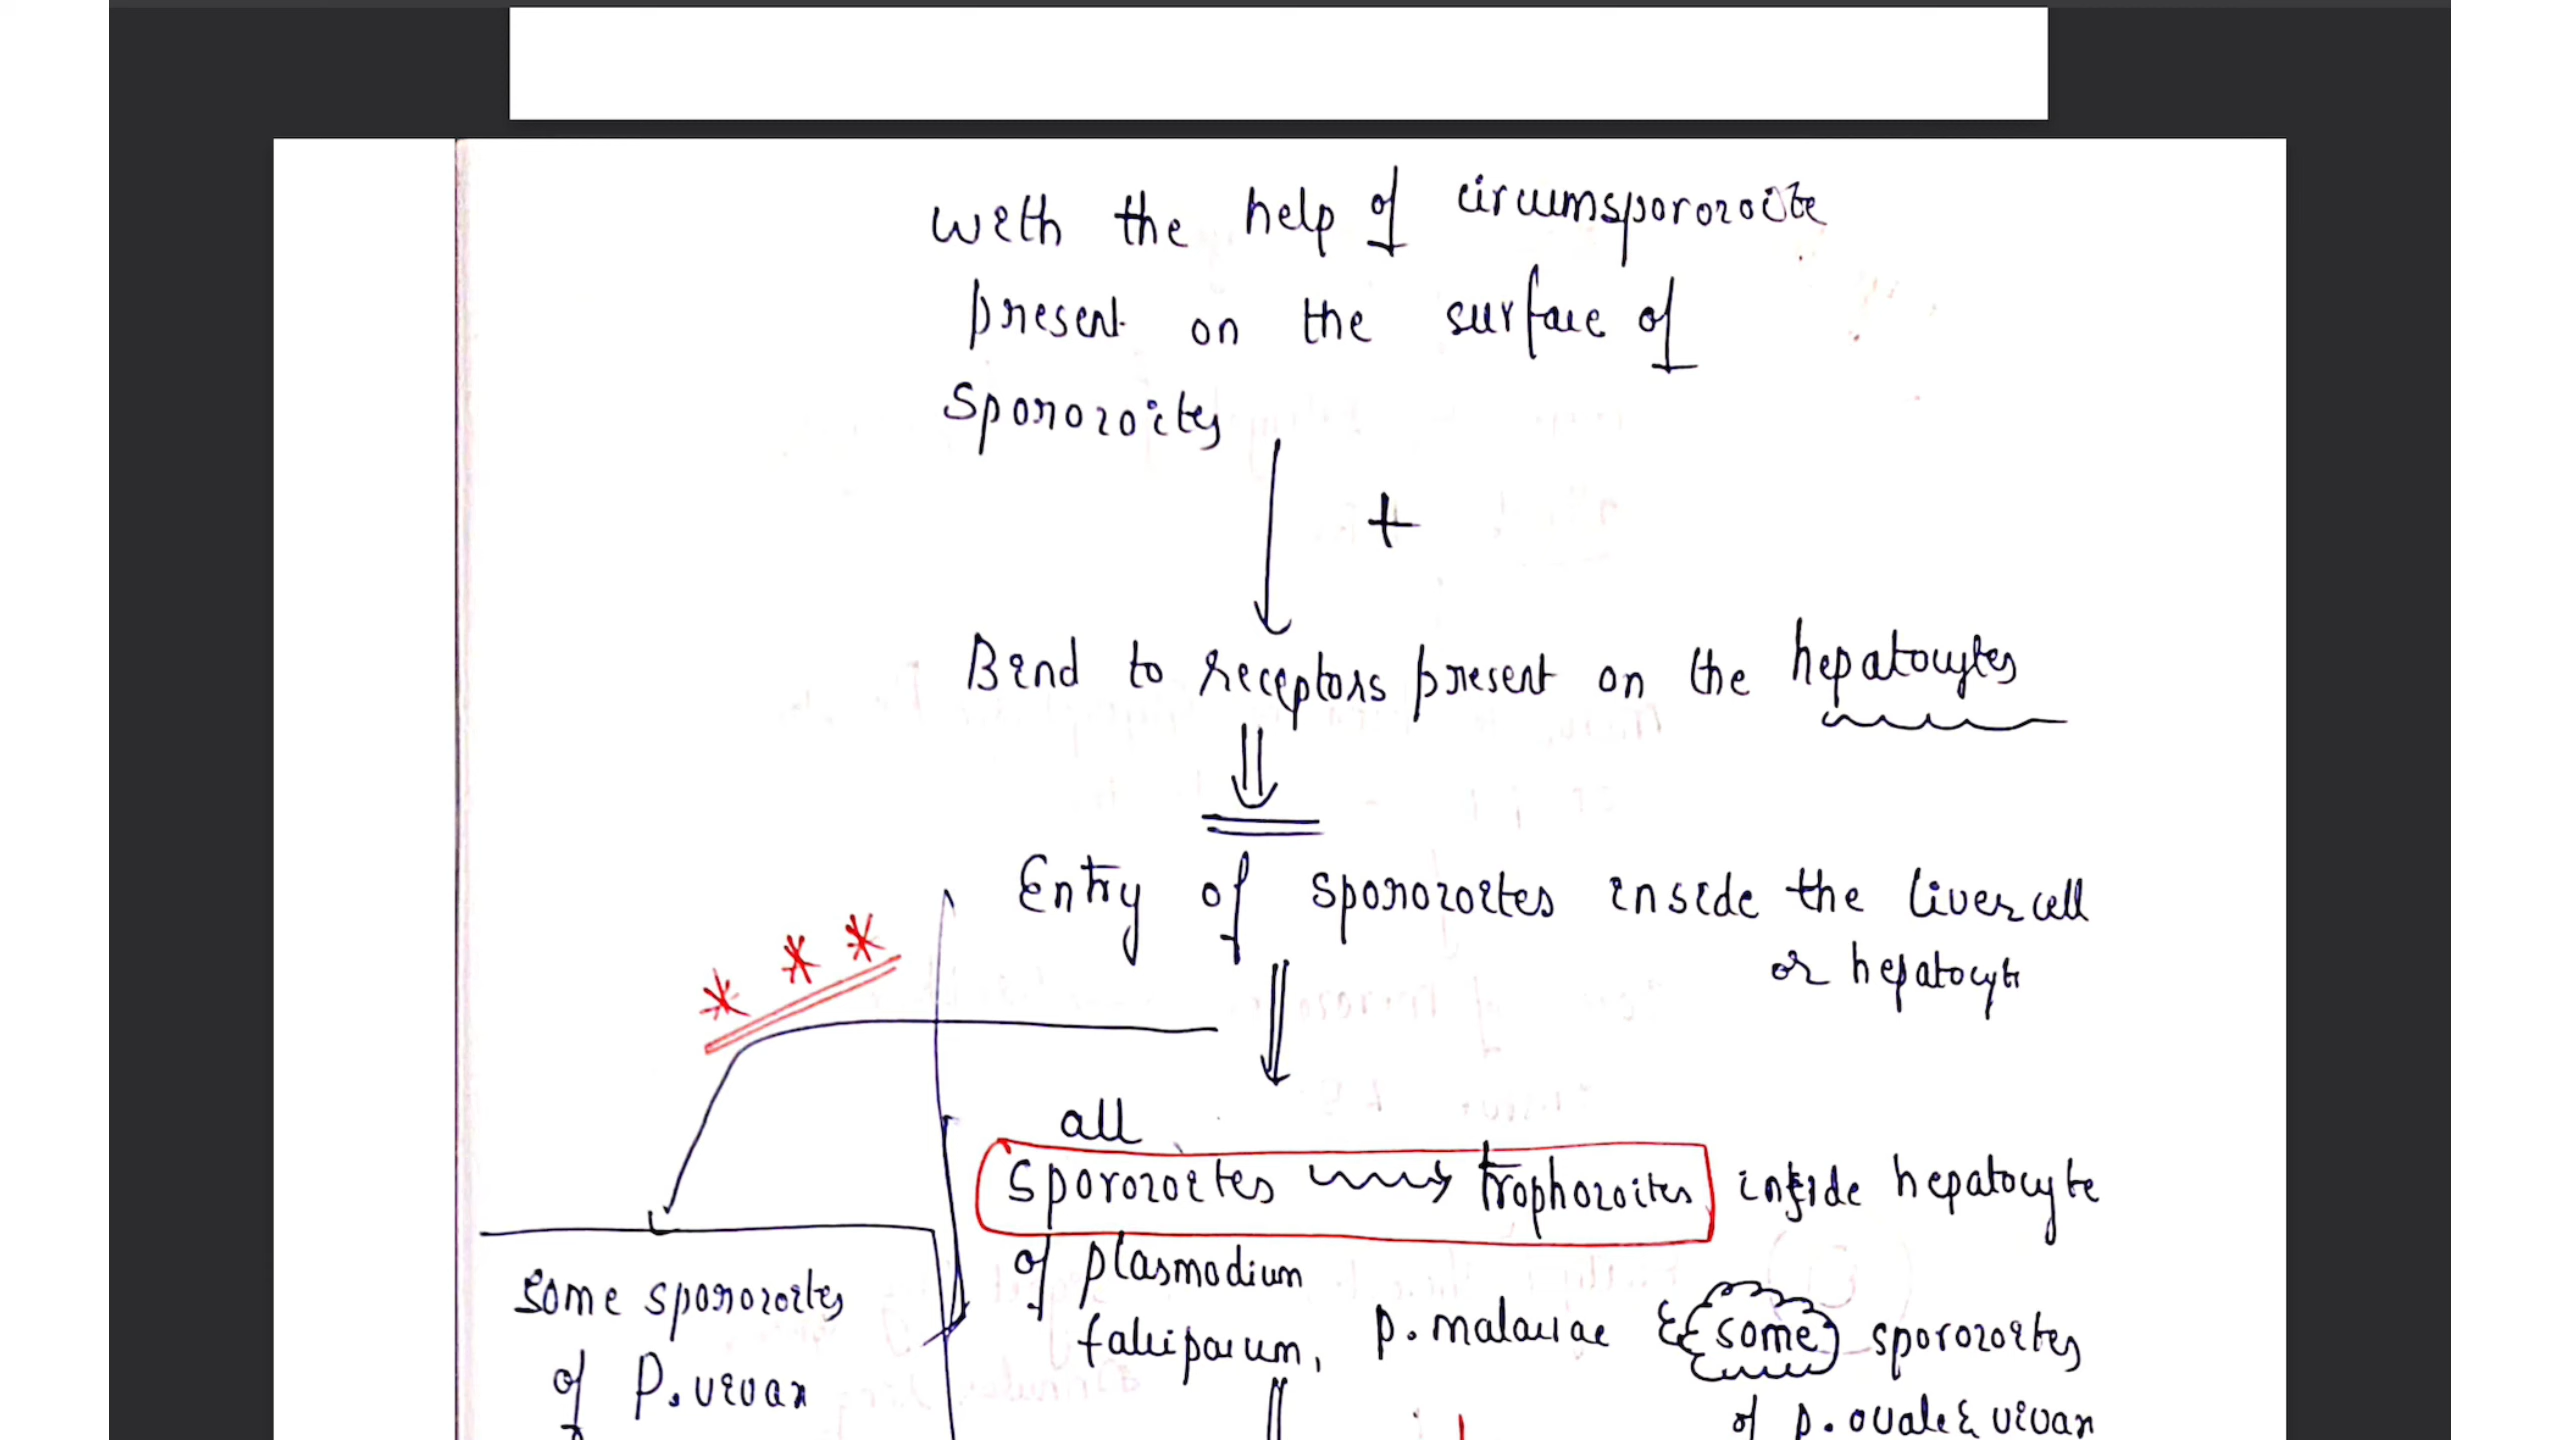 with the help of circumsporozoite
present on the surface of
sporozoites
+
Bind to receptors present on the hepatocytes
Entry of sporozoites inside the liver cell
or hepatocyte
* * *
all
sporozoites → trophozoites inside hepatocyte
of plasmodium
falciparum, p. malariae & some sporozoites
of p. ovale & vivax
some sporozoites
of P. vivax